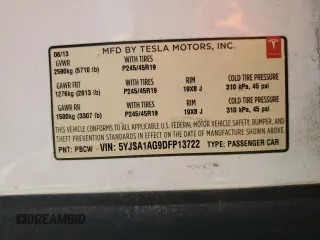 06/13
MFD BY TESLA MOTORS, INC.
GVWR
2590kg (5710 lb)
TIRES
P245/45R19
GAWR FRT
1276kg (2813 lb)
TIRES
P245/45R19
RIM
19X8 J
COLD TIRE PRESSURE
310 kPa, 45 psi
GAWR RR
1500kg (3307 lb)
TIRES
P245/45R19
RIM
19X8 J
COLD TIRE PRESSURE
310 kPa, 45 psi
THIS VEHICLE CONFORMS TO ALL APPLICABLE
FEDERAL MOTOR VEHICLE SAFETY, BUMPER, AND
THEFT PREVENTION STANDARDS IN EFFECT ON THE DATE OF MANUFACTURE SHOWN ABOVE.
PNT: PBCW VIN: 5YJSA1AG9DFP13722 TYPE: PASSENGER CAR
TESLA
DREAMBID